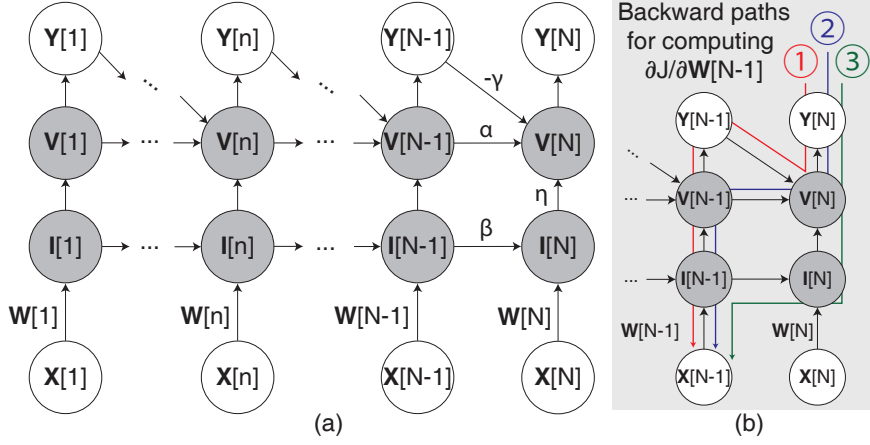 Y[1] Y[n] Y[N-1] Y[N]
... ... -γ
V[1] ... V[n] ... V[N-1] α V[N]
η
I[1] ... I[n] ... I[N-1] β I[N]
W[1] W[n] W[N-1] W[N]
X[1] X[n] X[N-1] X[N]
(a)
Backward paths
for computing
∂J/∂W[N-1]
2
1 3
Y[N-1] Y[N]
...
... V[N-1] V[N]
... I[N-1] I[N]
W[N-1] W[N]
X[N-1] X[N]
(b)